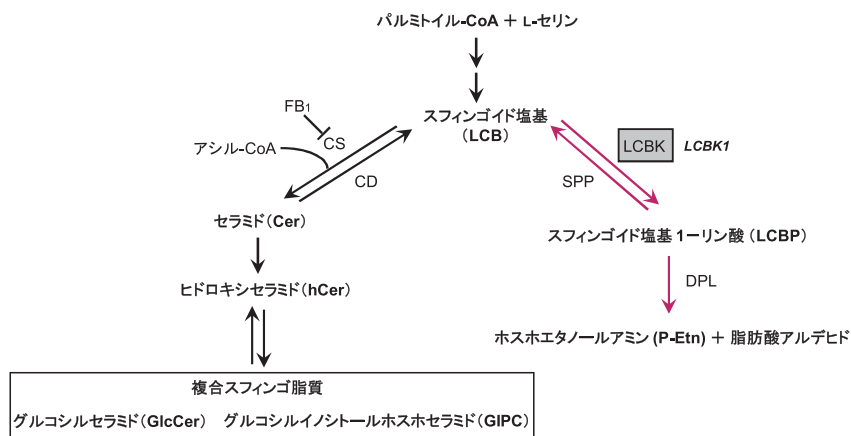 パルミトイル-CoA + L-セリン
FB1
CS
スフィンゴイド塩基
(LCB)
LCBK
LCBK1
アシル-CoA
CD
SPP
セラミド(Cer)
スフィンゴイド塩基1ーリン酸(LCBP)
DPL
ヒドロキシセラミド(hCer)
ホスホエタノールアミン(P-Etn) + 脂肪酸アルデヒド
複合スフィンゴ脂質
グルコシルセラミド(GlcCer) グルコシルイノシトールホスホセラミド(GIPC)